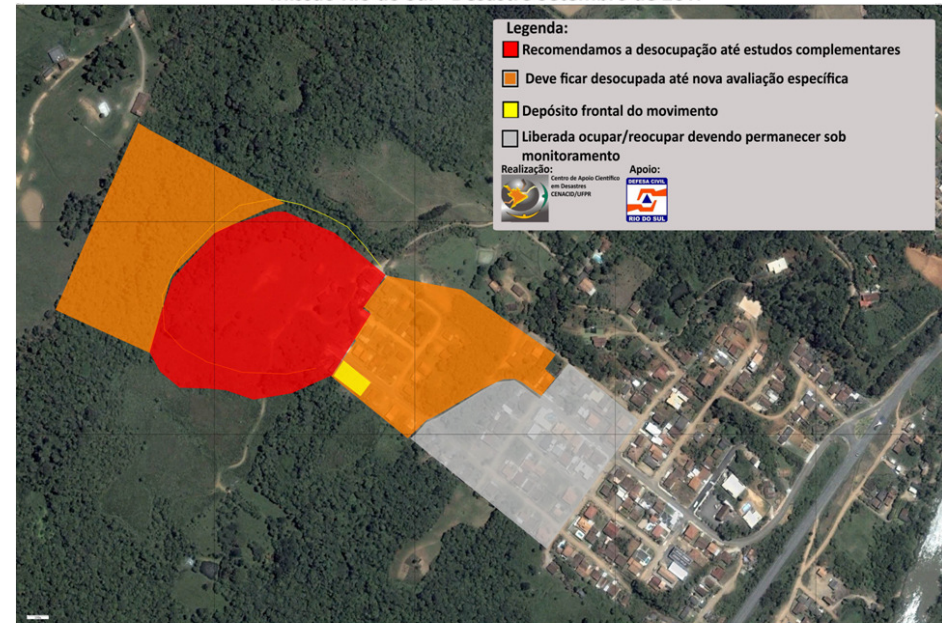 Legenda:
Recomendamos a desocupação até estudos complementares
Deve ficar desocupada até nova avaliação específica
Depósito frontal do movimento
Liberada ocupar/reocupar devendo permanecer sob
monitoramento
Realização:
Centro de Apoio Científico
em Desastres
CENACID/UFPR
Apoio:
DEFESA CIVIL
RIO DO SUL